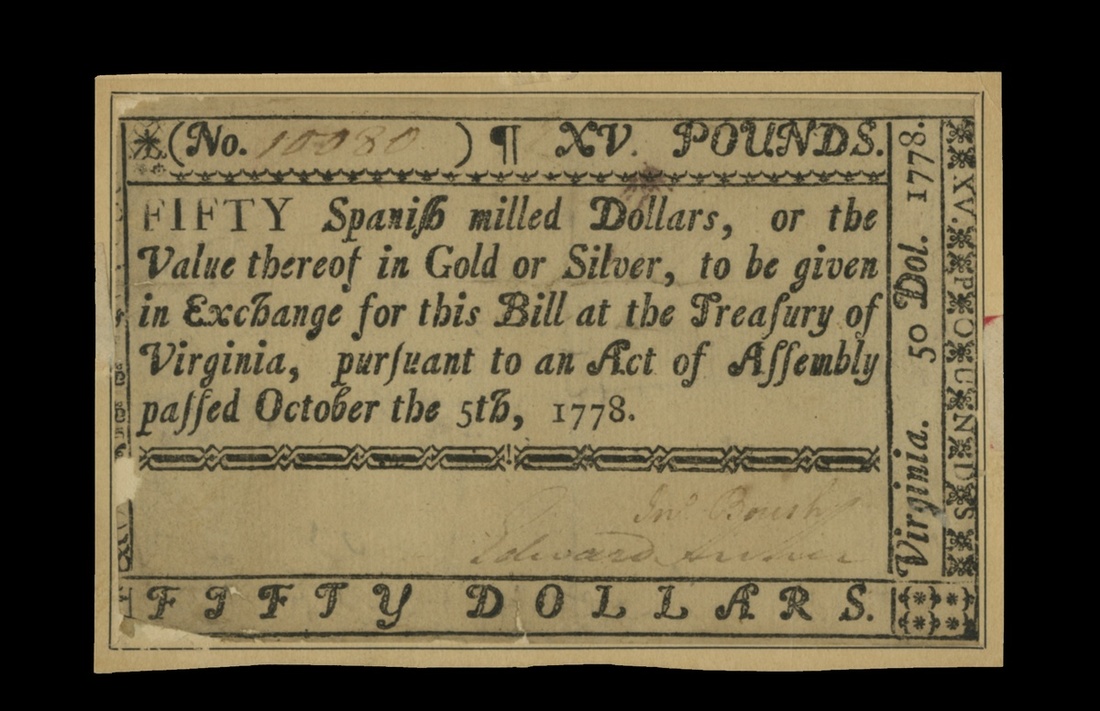 (No. 10080 ) ¶ XV. POUNDS.
FIFTY Spaniſh milled Dollars, or the
Value thereof in Gold or Silver, to be given
in Exchange for this Bill at the Treaſury of
Virginia, purſuant to an Act of Aſſembly
paſſed October the 5th, 1778.
Jnº Boush
Edward
FIFTY DOLLARS.
Virginia. 50 Dol. 1778.
XV. POUNDS